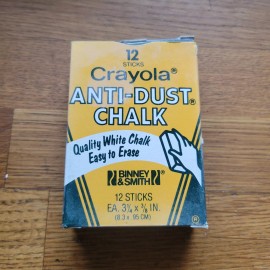 12
STICKS
Crayola®
ANTI-DUST®
CHALK
Quality White Chalk
Easy to Erase
BINNEY
& SMITH®
12 STICKS
EA. 3¼ x ⅜ IN.
(8.3 x .95 CM)
®